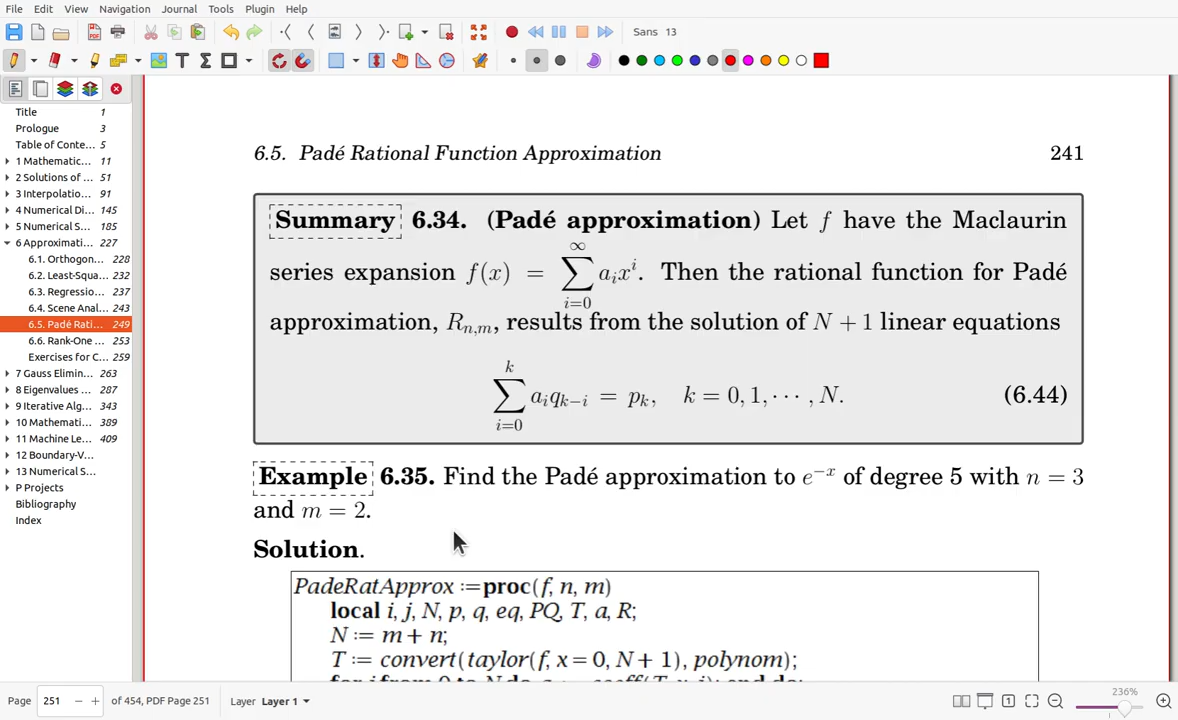 File Edit View Navigation Journal Tools Plugin Help
Sans 13
Title 1
Prologue 3
Table of Conte... 5
1 Mathematic... 11
2 Solutions of ... 51
3 Interpolatio... 91
4 Numerical Di... 145
5 Numerical S... 185
6 Approximati... 227
6.1. Orthogon... 228
6.2. Least-Squa... 232
6.3. Regressio... 237
6.4. Scene Anal... 243
6.5. Padé Rati... 249
6.6. Rank-One ... 253
Exercises for C... 259
7 Gauss Elimin... 263
8 Eigenvalues ... 287
9 Iterative Alg... 343
10 Mathemati... 389
11 Machine Le... 409
12 Boundary-V...
13 Numerical S...
P Projects
Bibliography
Index
6.5. Padé Rational Function Approximation 241
Summary 6.34. (Padé approximation) Let f have the Maclaurin
series expansion f(x) = ∑_{i=0}^{∞} a_i x^i. Then the rational function for Padé
approximation, R_{n,m}, results from the solution of N + 1 linear equations
∑_{i=0}^{k} a_i q_{k−i} = p_k, k = 0, 1, ⋯ , N. (6.44)
Example 6.35. Find the Padé approximation to e^{−x} of degree 5 with n = 3
and m = 2.
Solution.
PadeRatApprox := proc(f, n, m)
local i, j, N, p, q, eq, PQ, T, a, R;
N := m + n;
T := convert(taylor(f, x = 0, N + 1), polynom);
Page 251 − + of 454, PDF Page 251 Layer Layer 1 236%